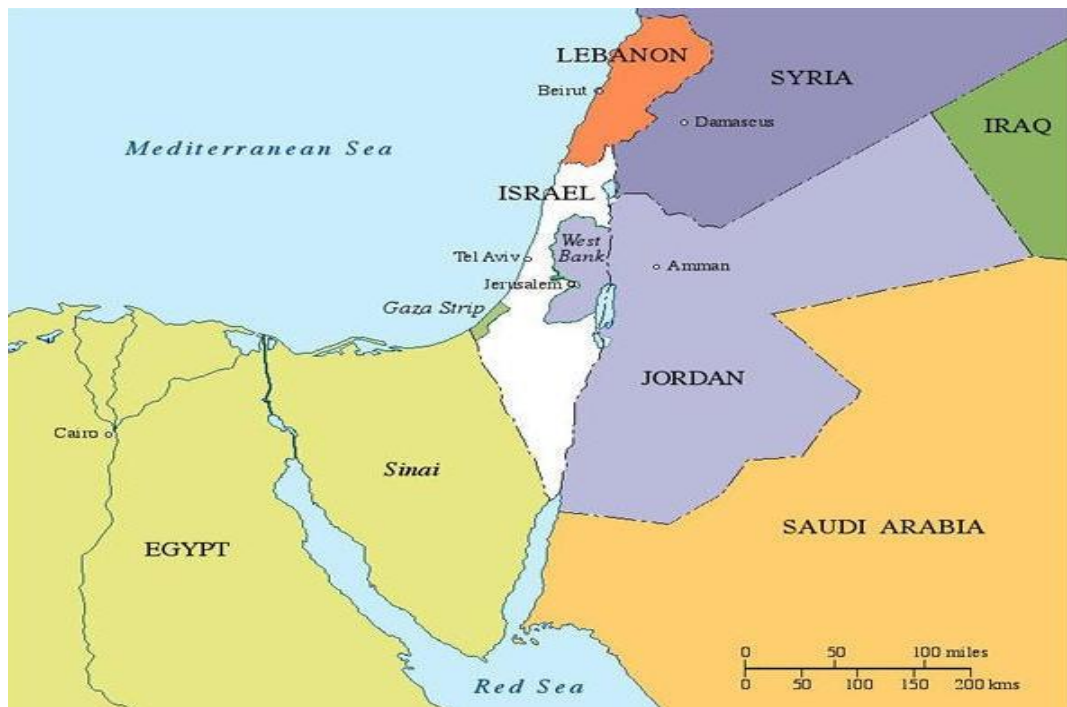 LEBANON
Beirut
SYRIA
Damascus
IRAQ
Mediterranean Sea
ISRAEL
West
Bank
Tel Aviv
Jerusalem
Amman
Gaza Strip
JORDAN
Cairo
Sinai
EGYPT
SAUDI ARABIA
Red Sea
0 50 100 miles
0 50 100 150 200 kms